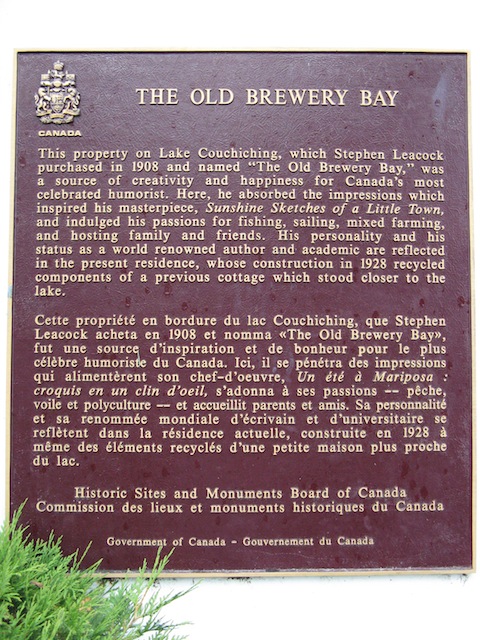 CANADA
THE OLD BREWERY BAY
This property on Lake Couchiching, which Stephen Leacock
purchased in 1908 and named “The Old Brewery Bay,” was
a source of creativity and happiness for Canada's most
celebrated humorist. Here, he absorbed the impressions which
inspired his masterpiece, Sunshine Sketches of a Little Town,
and indulged his passions for fishing, sailing, mixed farming,
and hosting family and friends. His personality and his
status as a world renowned author and academic are reflected
in the present residence, whose construction in 1928 recycled
components of a previous cottage which stood closer to the
lake.
Cette propriété en bordure du lac Couchiching, que Stephen
Leacock acheta en 1908 et nomma «The Old Brewery Bay»,
fut une source d'inspiration et de bonheur pour le plus
célèbre humoriste du Canada. Ici, il se pénétra des impressions
qui alimentèrent son chef-d'oeuvre, Un été à Mariposa :
croquis en un clin d'oeil, s'adonna à ses passions -- pêche,
voile et polyculture -- et accueillit parents et amis. Sa personnalité
et sa renommée mondiale d'écrivain et d'universitaire se
reflètent dans la résidence actuelle, construite en 1928 à
même des éléments recyclés d'une petite maison plus proche
du lac.
Historic Sites and Monuments Board of Canada
Commission des lieux et monuments historiques du Canada
Government of Canada - Gouvernement du Canada